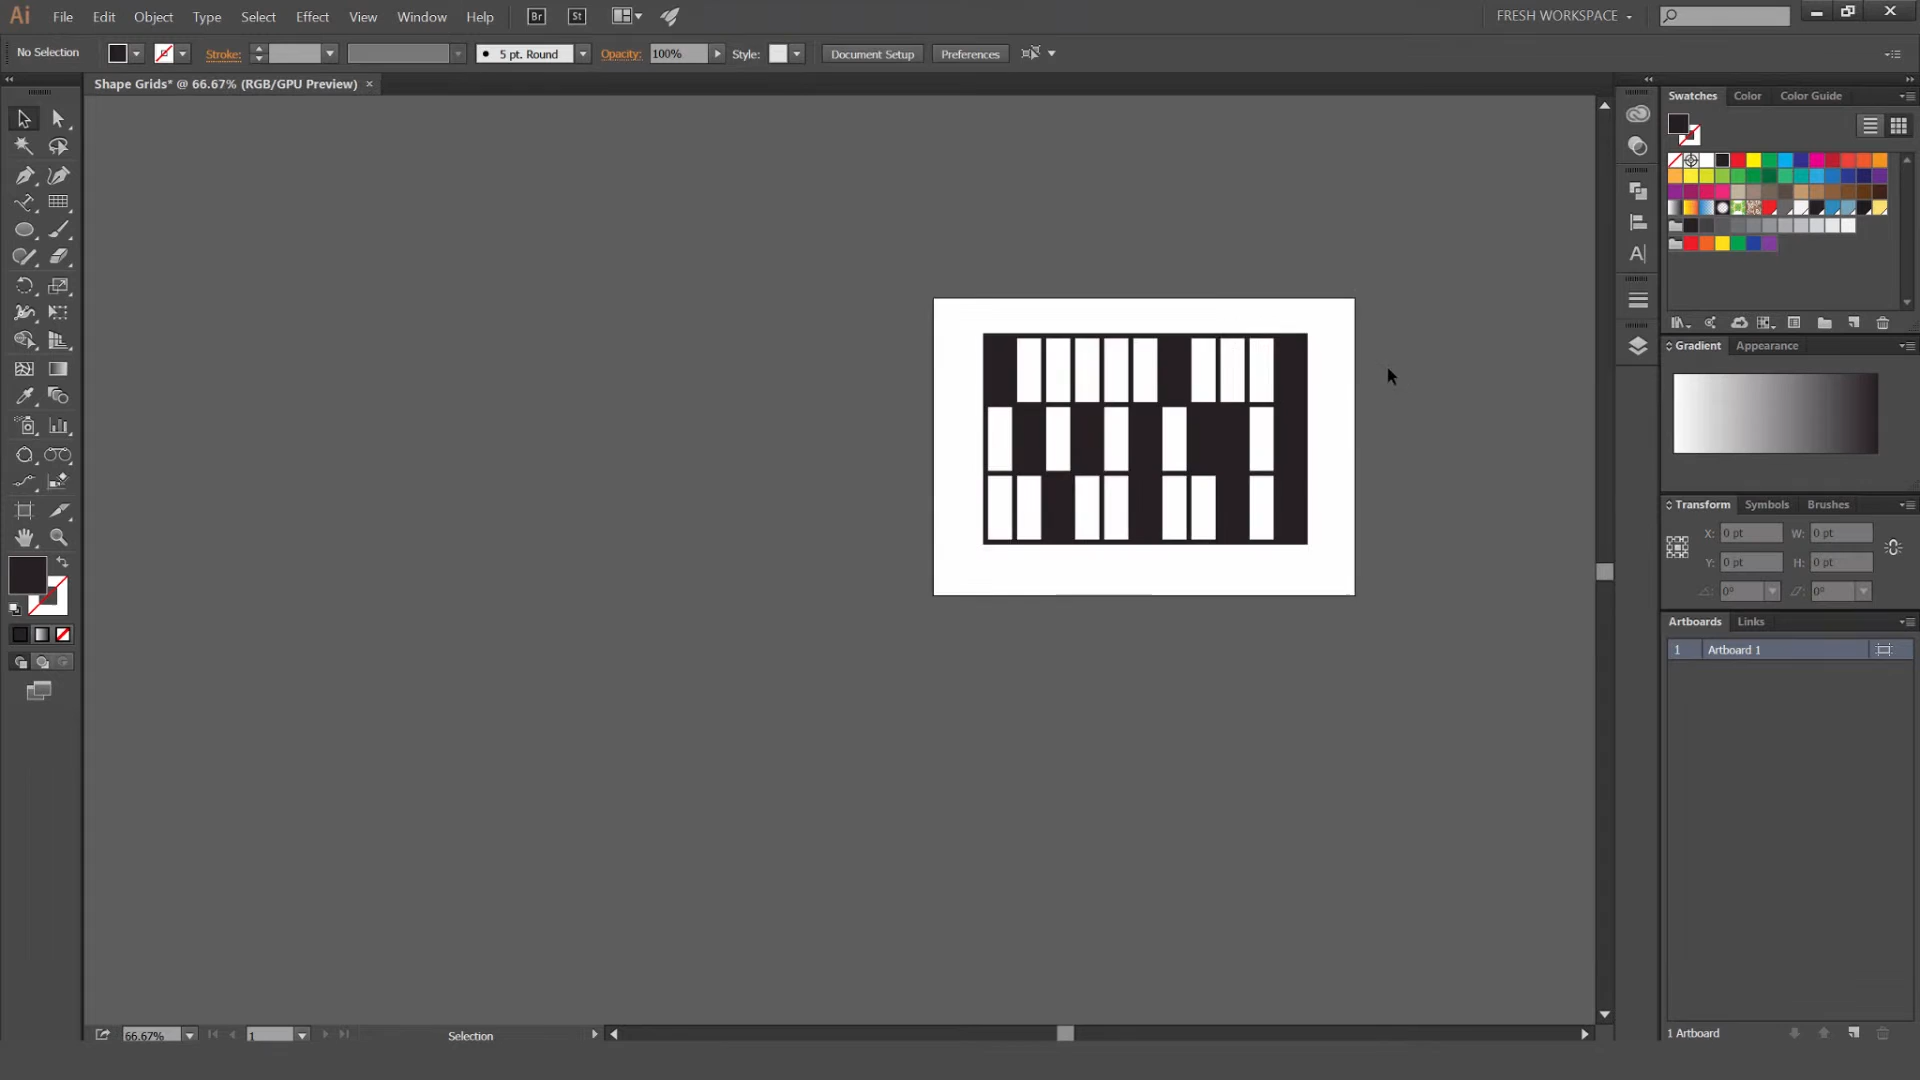 Ai File Edit Object Type Select Effect View Window Help Br St FRESH WORKSPACE
No Selection Stroke: 5 pt. Round Opacity: 100% Style: Document Setup Preferences
Shape Grids* @ 66.67% (RGB/GPU Preview) ×
Swatches Color Color Guide
Gradient Appearance
Transform Symbols Brushes
X: 0 pt W: 0 pt
Y: 0 pt H: 0 pt
0° 0°
Artboards Links
1 Artboard 1
1 Artboard
66.67% 1 Selection